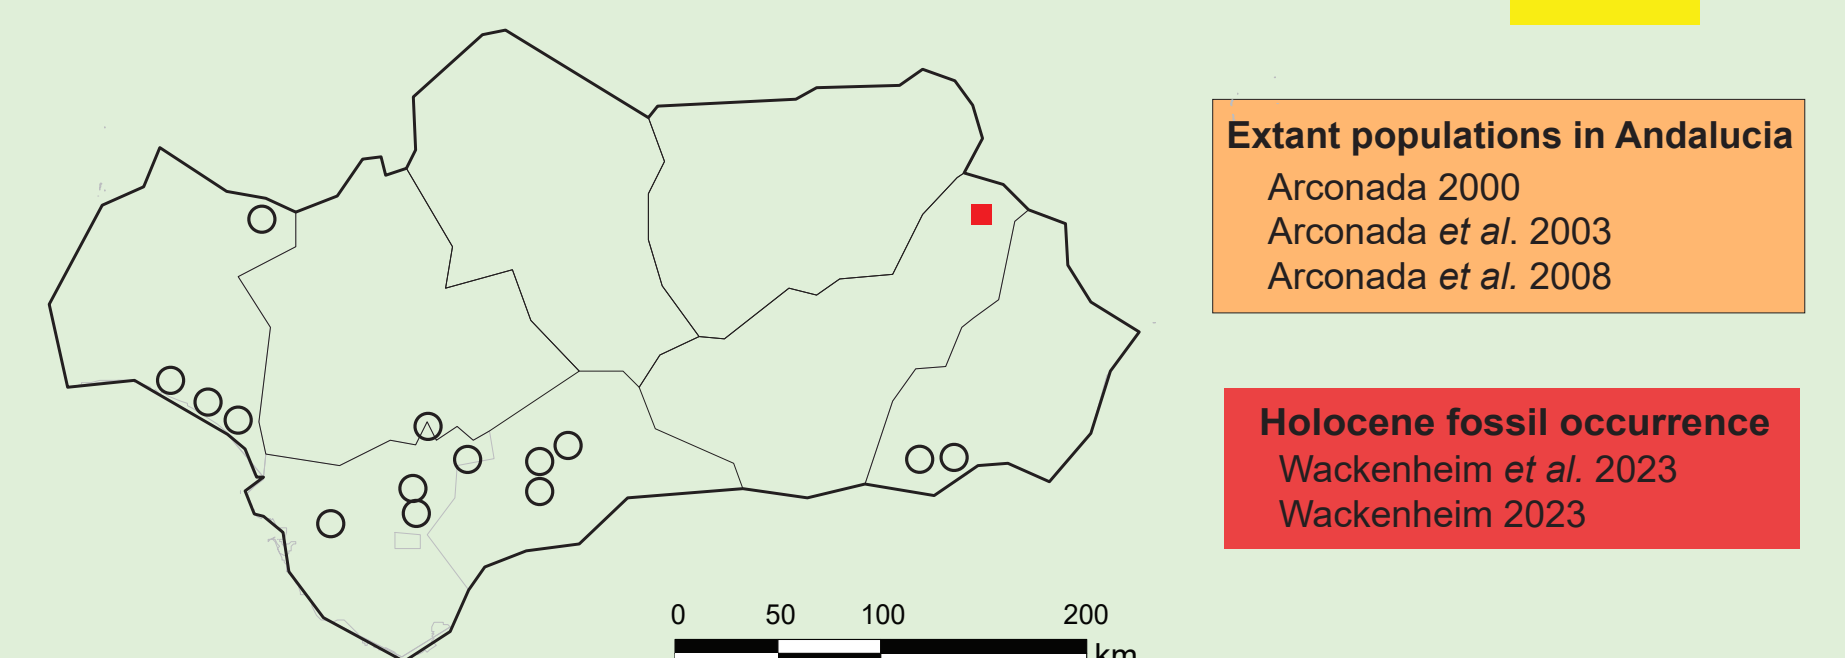 Extant populations in Andalucia
Arconada 2000
Arconada et al. 2003
Arconada et al. 2008
Holocene fossil occurrence
Wackenheim et al. 2023
Wackenheim 2023
0 50 100 200
km